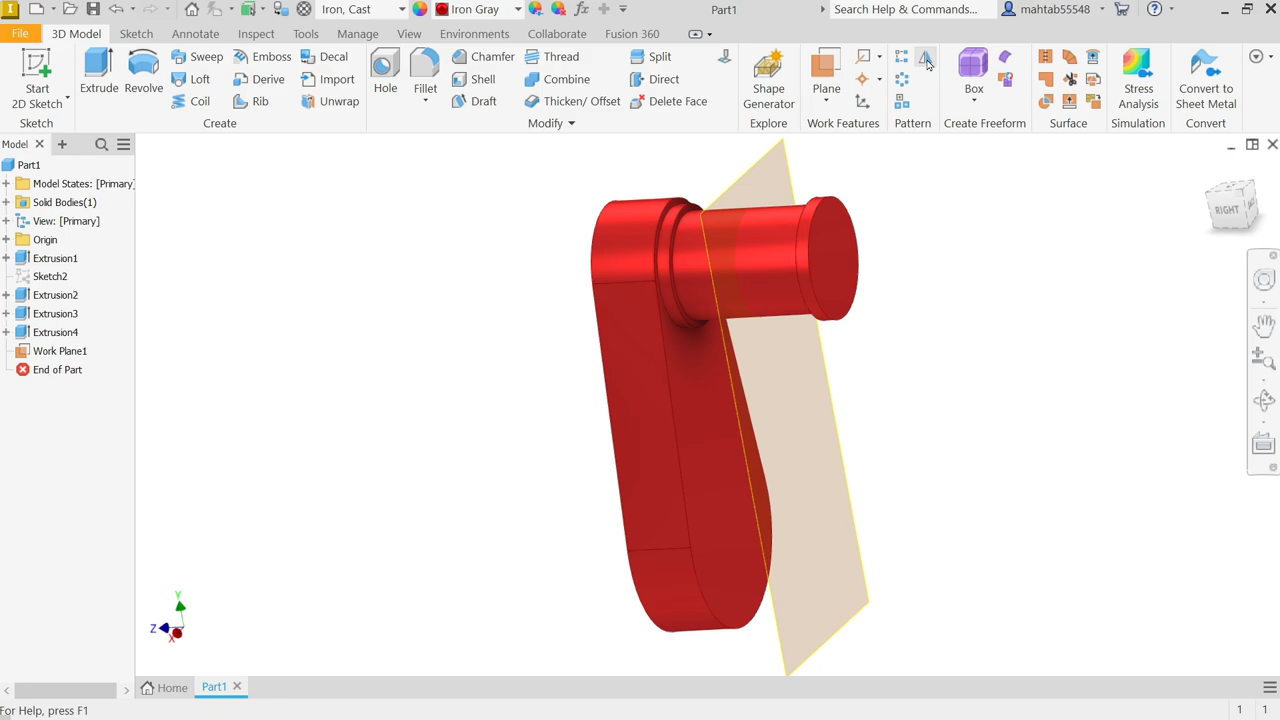 Iron, Cast
Iron Gray
Part1
Search Help & Commands...
mahtab55548
File
3D Model
Sketch
Annotate
Inspect
Tools
Manage
View
Environments
Collaborate
Fusion 360
Start
2D Sketch
Extrude
Revolve
Sweep
Loft
Coil
Emboss
Derive
Rib
Decal
Import
Unwrap
Hole
Fillet
Chamfer
Shell
Draft
Thread
Combine
Thicken/ Offset
Split
Direct
Delete Face
Shape
Generator
Plane
Box
Stress
Analysis
Convert to
Sheet Metal
Sketch
Create
Modify
Explore
Work Features
Pattern
Create Freeform
Surface
Simulation
Convert
Model
Part1
Model States: [Primary]
Solid Bodies(1)
View: [Primary]
Origin
Extrusion1
Sketch2
Extrusion2
Extrusion3
Extrusion4
Work Plane1
End of Part
RIGHT
Y
Z
X
Home
Part1
For Help, press F1
1
1